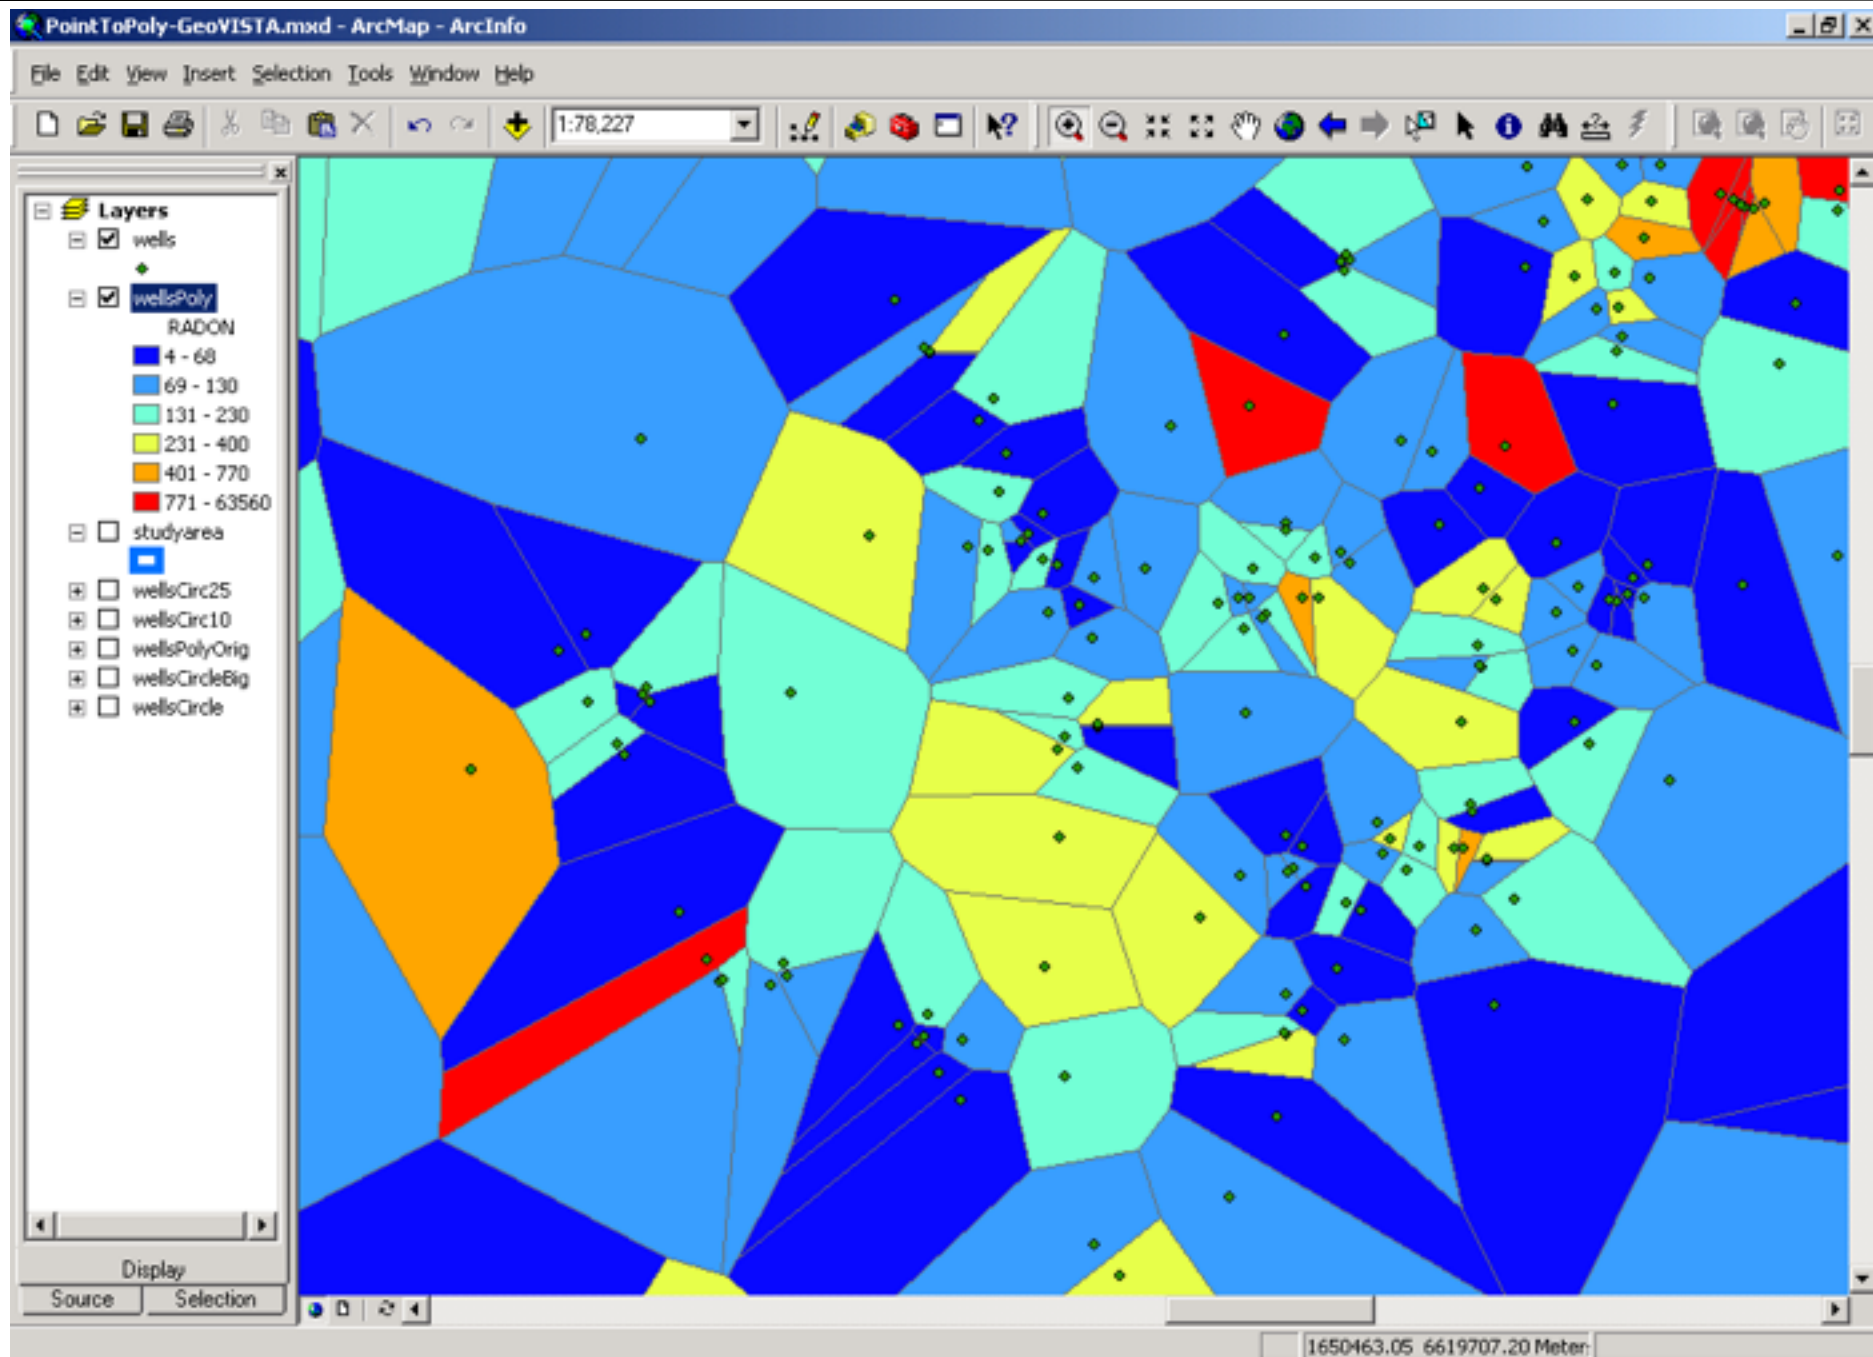 PointToPoly-GeoVISTA.mxd - ArcMap - ArcInfo
File Edit View Insert Selection Tools Window Help
1:78,227
Layers
wells
wellsPoly
RADON
4 - 68
69 - 130
131 - 230
231 - 400
401 - 770
771 - 63560
studyarea
wellsCirc25
wellsCirc10
wellsPolyOrig
wellsCircleBig
wellsCircle
Display
Source Selection
1650463.05 6619707.20 Meter